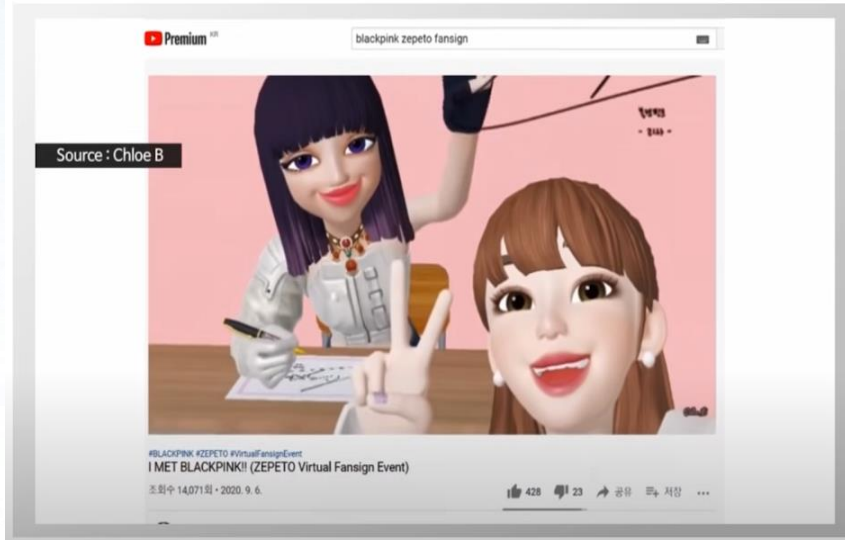 Premium KR
blackpink zepeto fansign
Source : Chloe B
#BLACKPINK #ZEPETO #VirtualFansignEvent
I MET BLACKPINK!! (ZEPETO Virtual Fansign Event)
조회수 14,071회 • 2020. 9. 6.
428 23 공유 저장